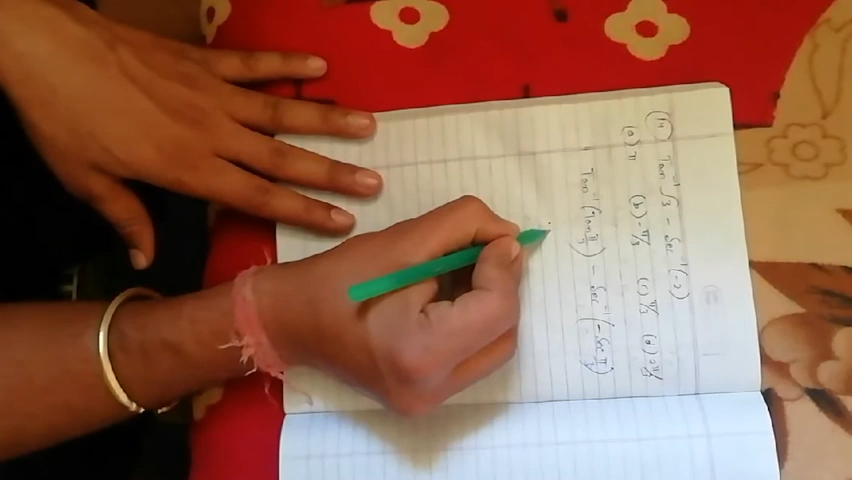 (14) Tan⁻¹√3 - Sec⁻¹(-2)
(a) π (b) -π/3 (c) π/3 (d) 2π/3
Tan⁻¹(Tan π/3) - Sec⁻¹(-Sec π/3)